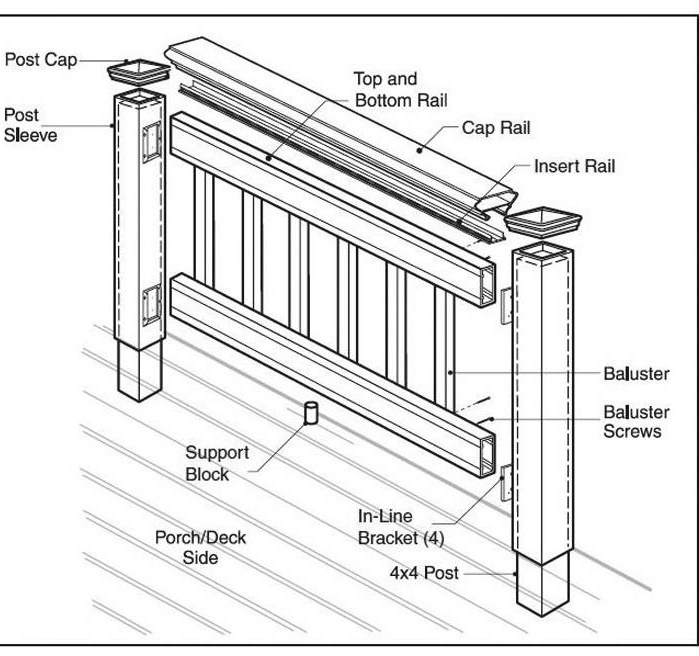 Post Cap
Post
Sleeve
Top and
Bottom Rail
Cap Rail
Insert Rail
Baluster
Baluster
Screws
Support
Block
In-Line
Bracket (4)
Porch/Deck
Side
4x4 Post